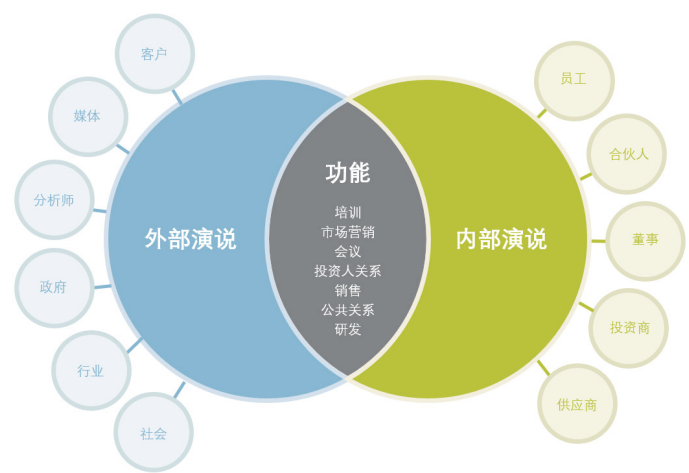 客户
媒体
分析师
政府
行业
社会
外部演说
功能
培训
市场营销
会议
投资人关系
销售
公共关系
研发
内部演说
员工
合伙人
董事
投资商
供应商